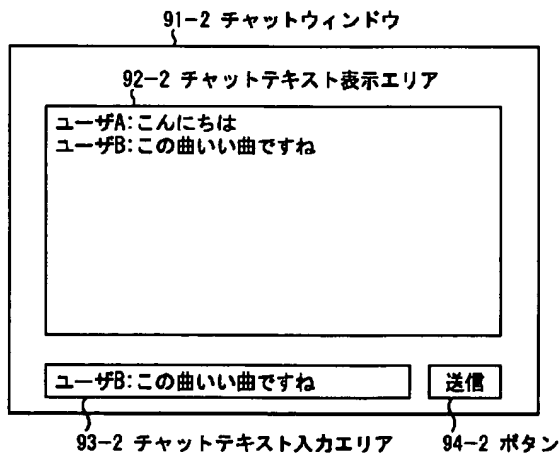 91-2 チャットウィンドウ
92-2 チャットテキスト表示エリア
ユーザA:こんにちは
ユーザB:この曲いい曲ですね
ユーザB:この曲いい曲ですね
送信
93-2 チャットテキスト入力エリア
94-2 ボタン